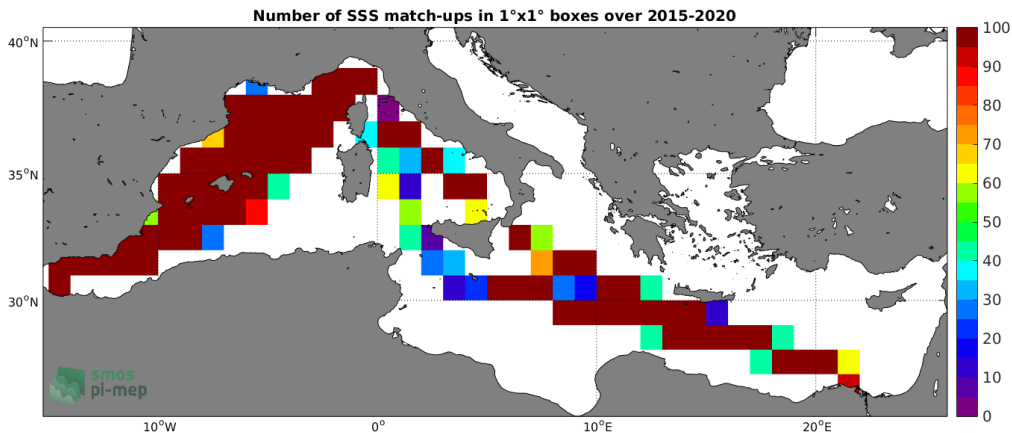 Number of SSS match-ups in 1°x1° boxes over 2015-2020
40°N
35°N
30°N
10°W
0°
10°E
20°E
100
90
80
70
60
50
40
30
20
10
0
smos
pi-mep